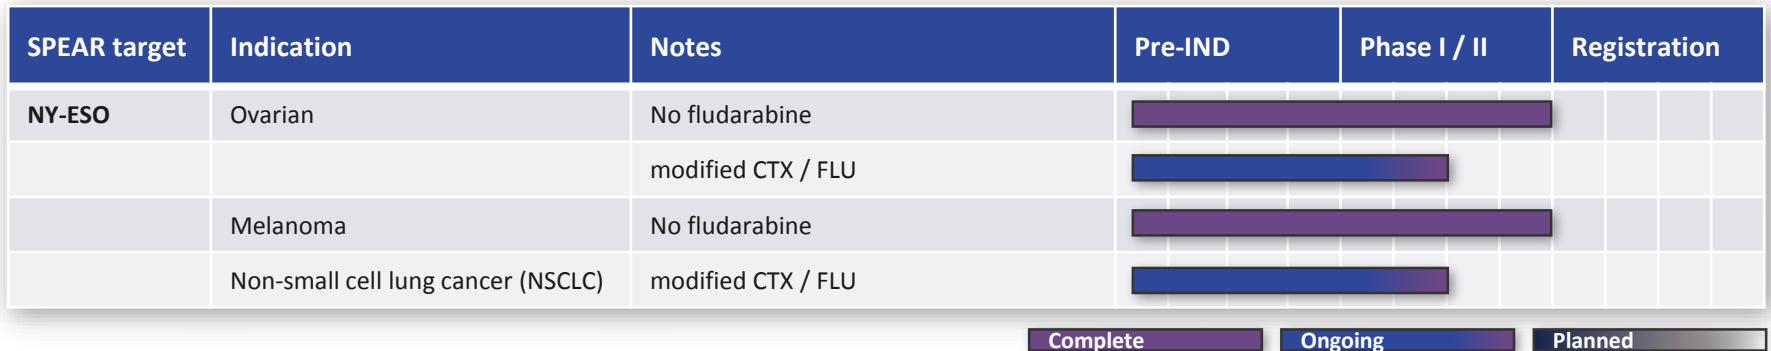 SPEAR target Indication Notes Pre-IND Phase I / II Registration
NY-ESO Ovarian No fludarabine
modified CTX / FLU
Melanoma No fludarabine
Non-small cell lung cancer (NSCLC) modified CTX / FLU
Complete Ongoing Planned